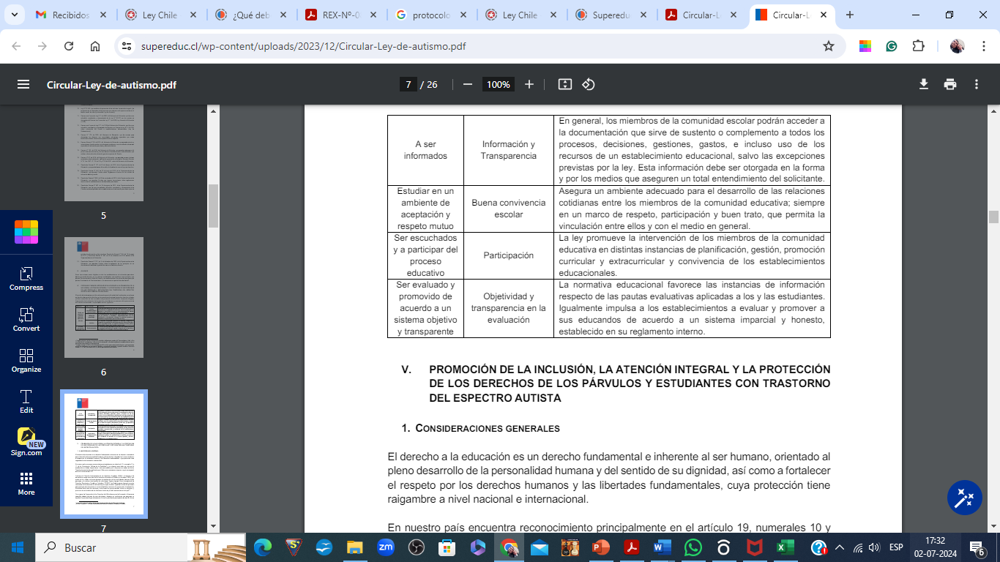 Recibidos
Ley Chile
¿Qué deb
REX-Nº-0
protocolo
Ley Chile
Supereduc
Circular-L
Circular-L
supereduc.cl/wp-content/uploads/2023/12/Circular-Ley-de-autismo.pdf
Circular-Ley-de-autismo.pdf
7 / 26
100%
A ser
informados
Información y
Transparencia
En general, los miembros de la comunidad escolar podrán acceder a
la documentación que sirve de sustento o complemento a todos los
procesos, decisiones, gestiones, gastos, e incluso uso de los
recursos de un establecimiento educacional, salvo las excepciones
previstas por la ley. Esta información debe ser otorgada en la forma
y por los medios que aseguren un total entendimiento del solicitante.
Estudiar en un
ambiente de
aceptación y
respeto mutuo
Buena convivencia
escolar
Asegura un ambiente adecuado para el desarrollo de las relaciones
cotidianas entre los miembros de la comunidad educativa; siempre
en un marco de respeto, participación y buen trato, que permita la
vinculación entre ellos y con el medio en general.
Ser escuchados
y a participar del
proceso
educativo
Participación
La ley promueve la intervención de los miembros de la comunidad
educativa en distintas instancias de planificación, gestión, promoción
curricular y extracurricular y convivencia de los establecimientos
educacionales.
Ser evaluado y
promovido de
acuerdo a un
sistema objetivo
y transparente
Objetividad y
transparencia en la
evaluación
La normativa educacional favorece las instancias de información
respecto de las pautas evaluativas aplicadas a los y las estudiantes.
Igualmente impulsa a los establecimientos a evaluar y promover a
sus educandos de acuerdo a un sistema imparcial y honesto,
establecido en su reglamento interno.
V. PROMOCIÓN DE LA INCLUSIÓN, LA ATENCIÓN INTEGRAL Y LA PROTECCIÓN
DE LOS DERECHOS DE LOS PÁRVULOS Y ESTUDIANTES CON TRASTORNO
DEL ESPECTRO AUTISTA
1. CONSIDERACIONES GENERALES
El derecho a la educación es un derecho fundamental e inherente al ser humano, orientado al
pleno desarrollo de la personalidad humana y del sentido de su dignidad, así como a fortalecer
el respeto por los derechos humanos y las libertades fundamentales, cuya protección tiene
raigambre a nivel nacional e internacional.
En nuestro país encuentra reconocimiento principalmente en el artículo 19, numerales 10 y
5
6
7
Compress
Convert
Organize
Edit
NEW
Sign.com
More
Buscar
ESP
17:32
02-07-2024
6